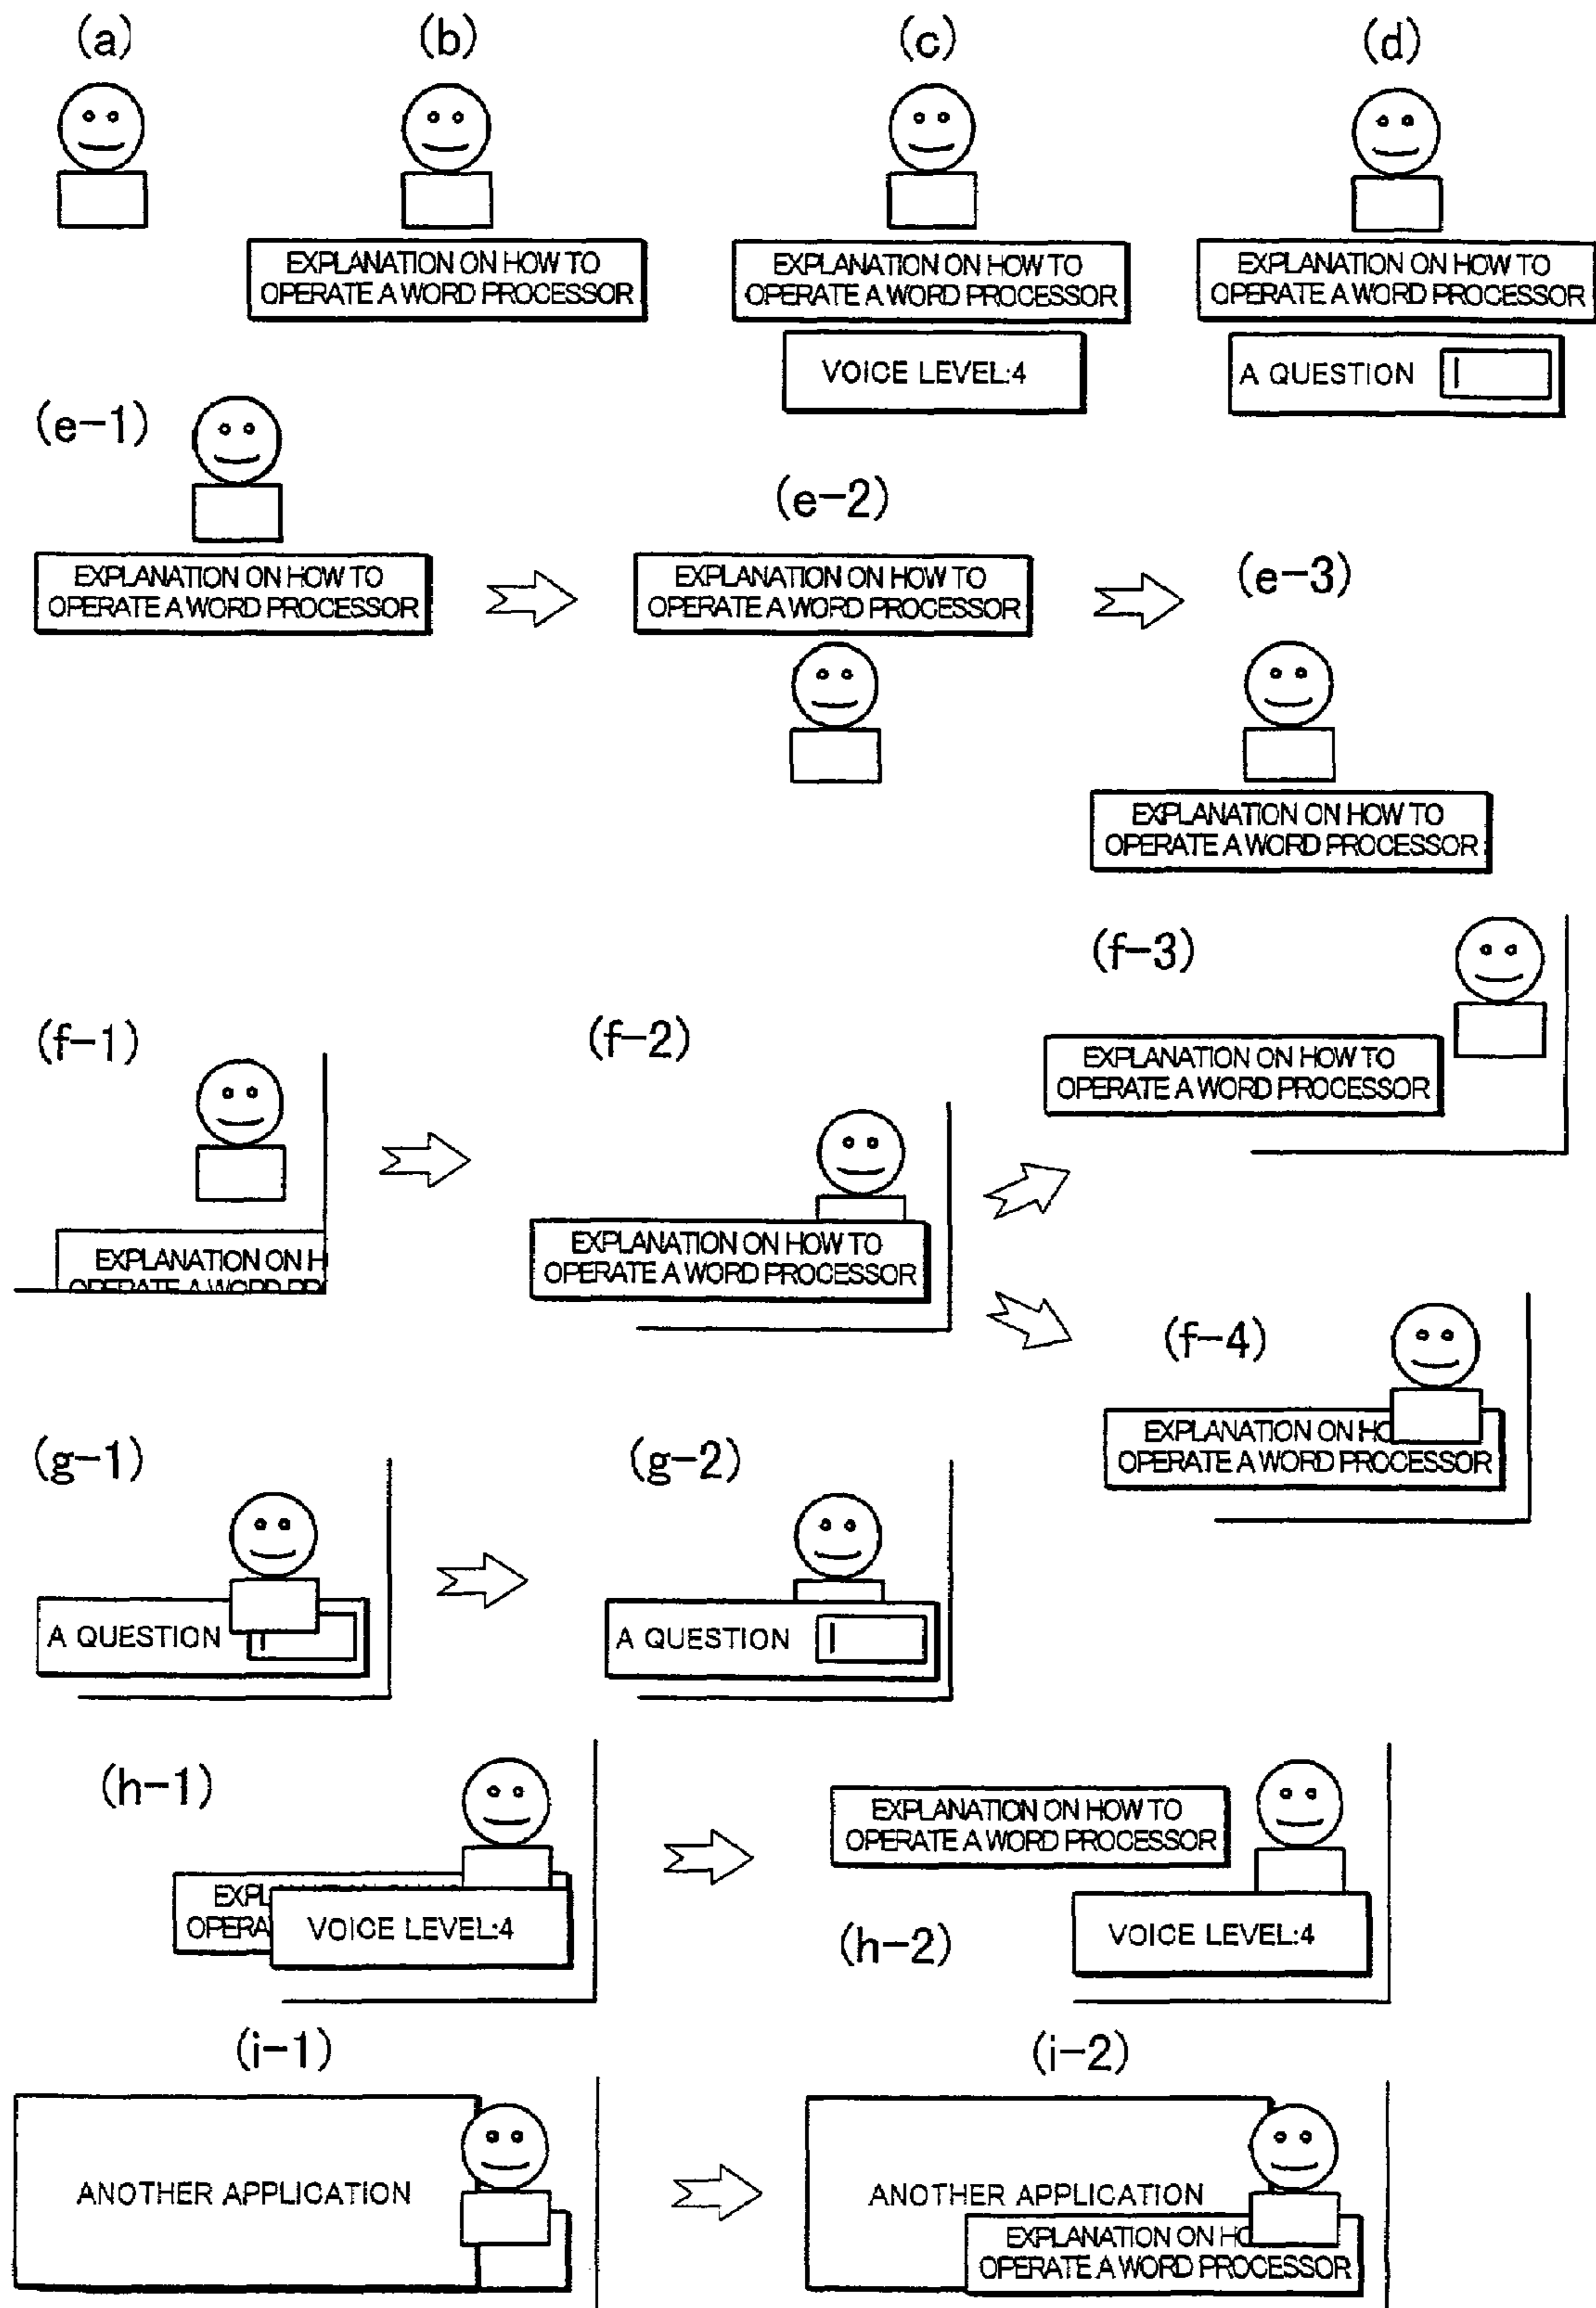 (a)
(b)
(c)
(d)
EXPLANATION ON HOW TO
OPERATE A WORD PROCESSOR
EXPLANATION ON HOW TO
OPERATE A WORD PROCESSOR
VOICE LEVEL:4
EXPLANATION ON HOW TO
OPERATE A WORD PROCESSOR
A QUESTION
(e-1)
EXPLANATION ON HOW TO
OPERATE A WORD PROCESSOR
(e-2)
EXPLANATION ON HOW TO
OPERATE A WORD PROCESSOR
(e-3)
EXPLANATION ON HOW TO
OPERATE A WORD PROCESSOR
(f-1)
EXPLANATION ON H
OPERATE A WORD PR
(f-2)
EXPLANATION ON HOW TO
OPERATE A WORD PROCESSOR
(f-3)
EXPLANATION ON HOW TO
OPERATE A WORD PROCESSOR
(f-4)
EXPLANATION ON HO
OPERATE A WORD PROCESSOR
(g-1)
A QUESTION
(g-2)
A QUESTION
(h-1)
EXPL
OPERA
VOICE LEVEL:4
(h-2)
EXPLANATION ON HOW TO
OPERATE A WORD PROCESSOR
VOICE LEVEL:4
(i-1)
ANOTHER APPLICATION
(i-2)
ANOTHER APPLICATION
EXPLANATION ON HO
OPERATE A WORD PROCESSOR